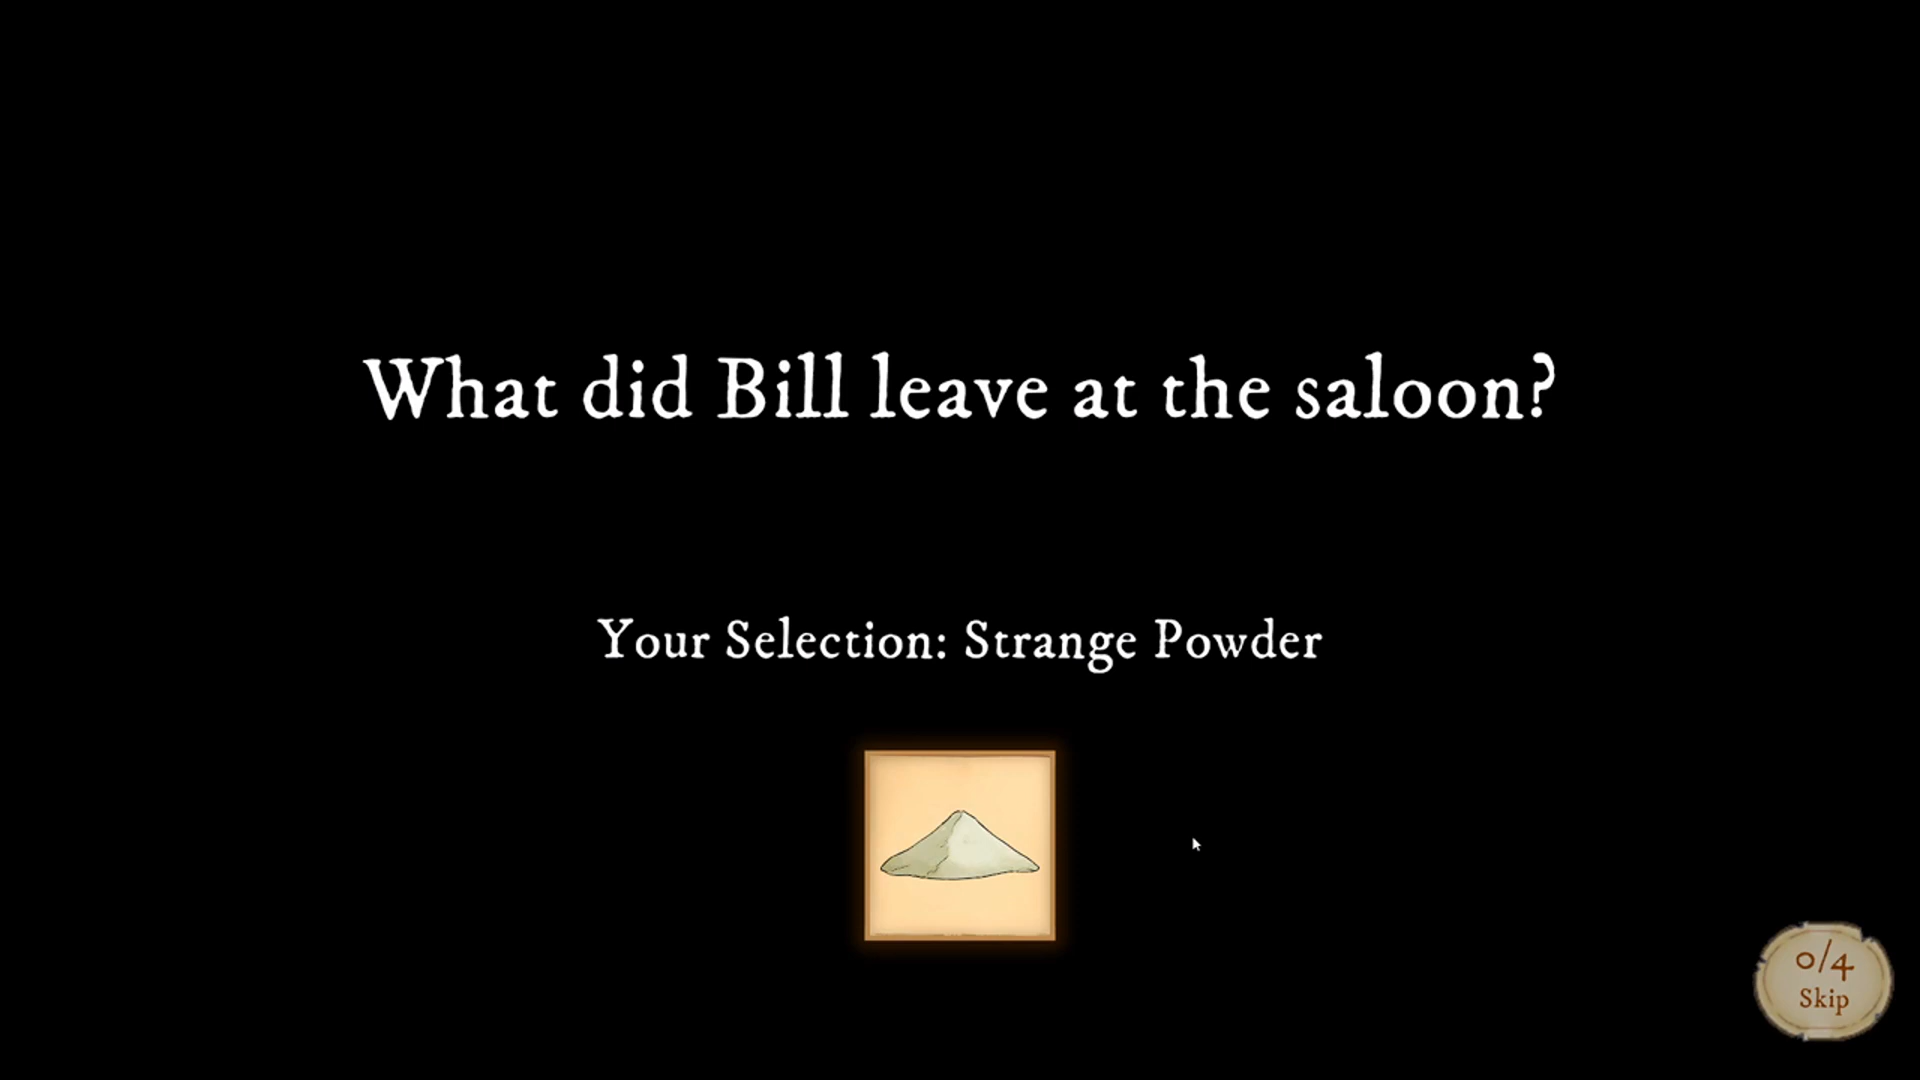 What did Bill leave at the saloon?
Your Selection: Strange Powder
0/4
Skip